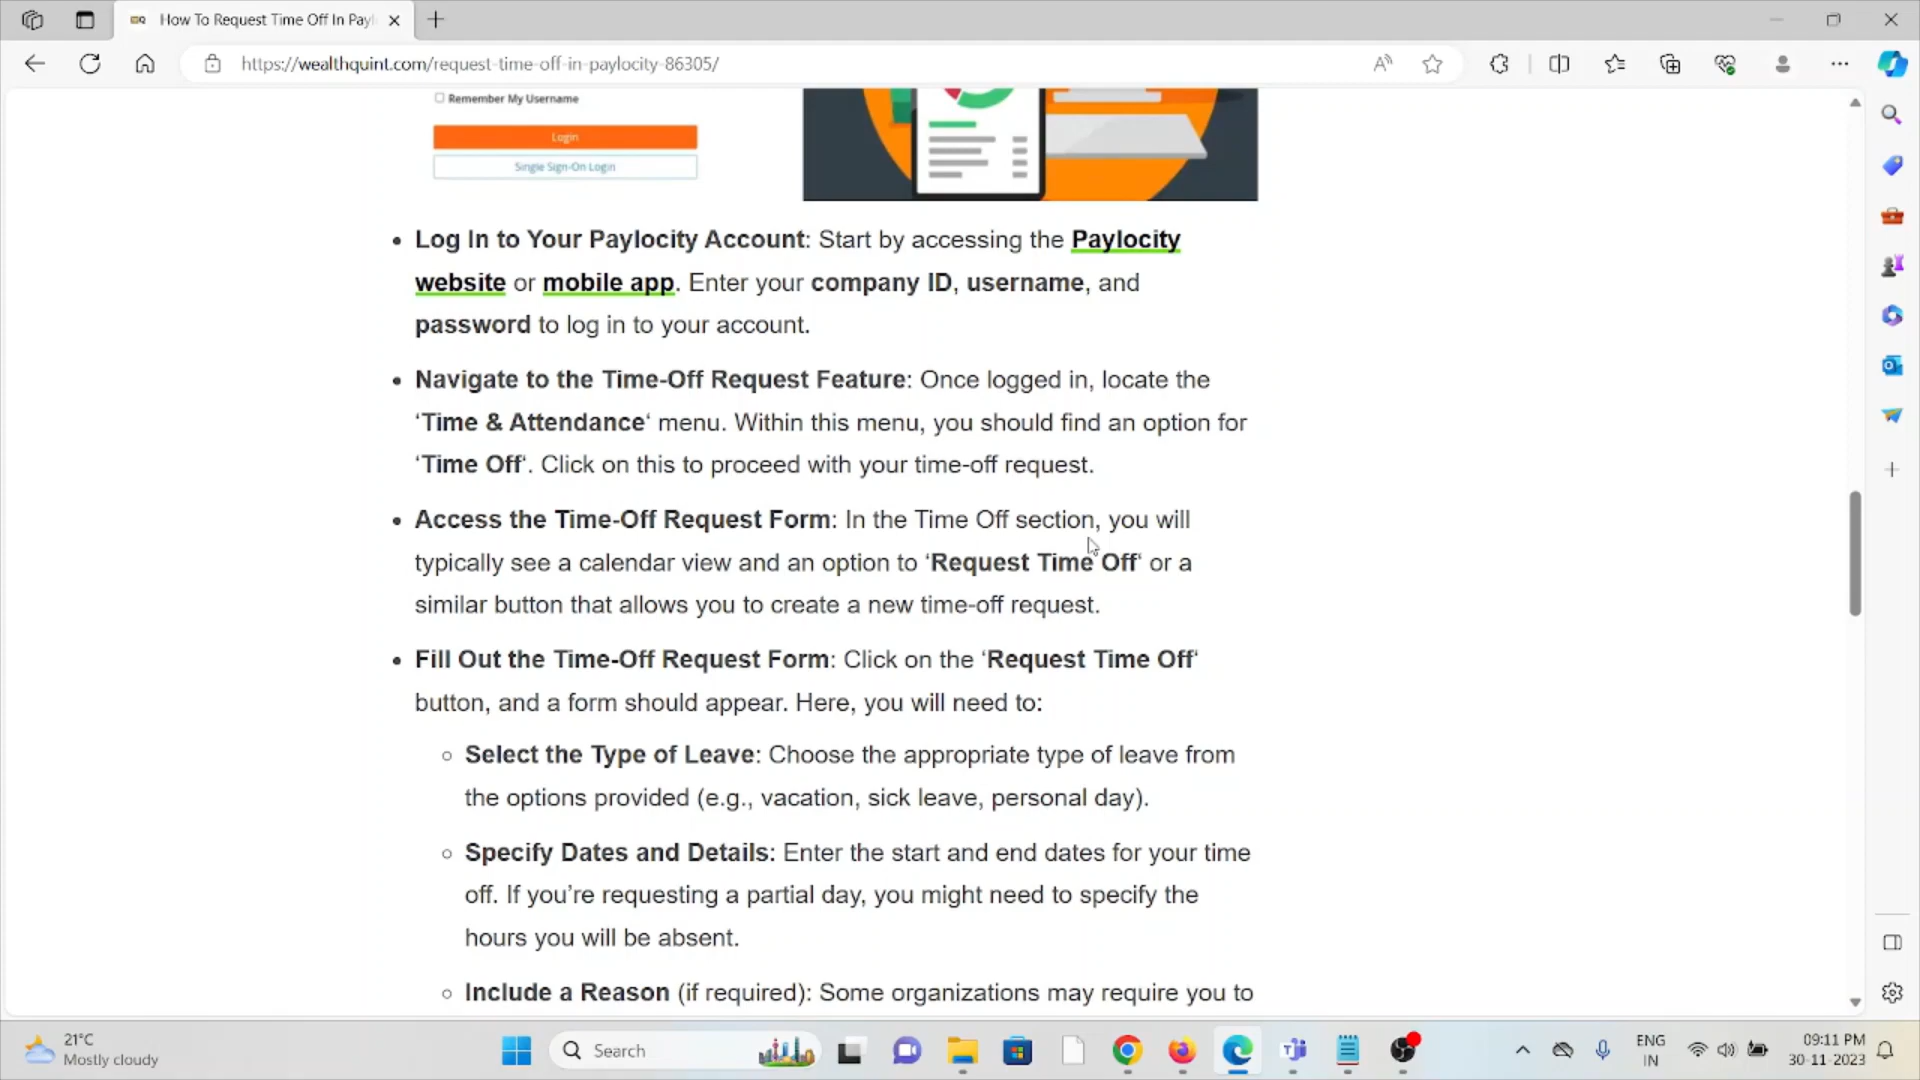 How To Request Time Off In Payl
https://wealthquint.com/request-time-off-in-paylocity-86305/
Remember My Username
Login
Single Sign-On Login
• Log In to Your Paylocity Account: Start by accessing the Paylocity
website or mobile app. Enter your company ID, username, and
password to log in to your account.
• Navigate to the Time-Off Request Feature: Once logged in, locate the
‘Time & Attendance‘ menu. Within this menu, you should find an option for
‘Time Off‘. Click on this to proceed with your time-off request.
• Access the Time-Off Request Form: In the Time Off section, you will
typically see a calendar view and an option to ‘Request Time Off‘ or a
similar button that allows you to create a new time-off request.
• Fill Out the Time-Off Request Form: Click on the ‘Request Time Off‘
button, and a form should appear. Here, you will need to:
○ Select the Type of Leave: Choose the appropriate type of leave from
the options provided (e.g., vacation, sick leave, personal day).
○ Specify Dates and Details: Enter the start and end dates for your time
off. If you’re requesting a partial day, you might need to specify the
hours you will be absent.
○ Include a Reason (if required): Some organizations may require you to
21°C
Mostly cloudy
Search
ENG
IN
09:11 PM
30-11-2023